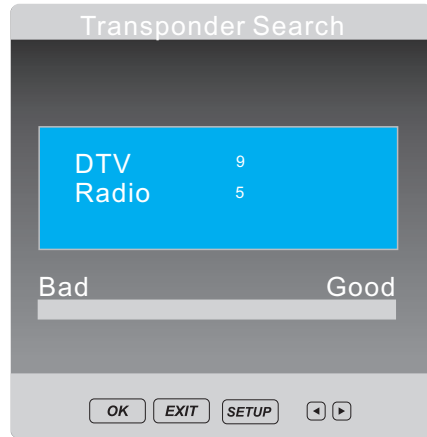 Transponder Search
DTV 9
Radio 5
Bad Good
OK EXIT SETUP